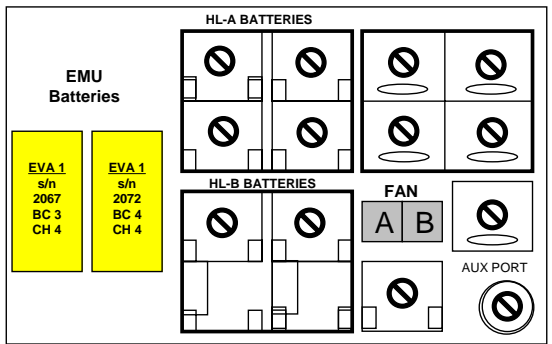 HL-A BATTERIES
EMU
Batteries
EVA 1
s/n
2067
BC 3
CH 4
EVA 1
s/n
2072
BC 4
CH 4
HL-B BATTERIES
FAN
A B
AUX PORT